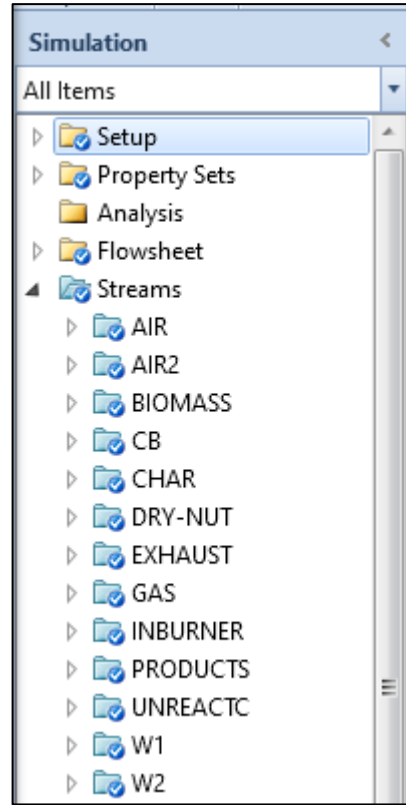 Simulation
All Items
Setup
Property Sets
Analysis
Flowsheet
Streams
AIR
AIR2
BIOMASS
CB
CHAR
DRY-NUT
EXHAUST
GAS
INBURNER
PRODUCTS
UNREACTC
W1
W2